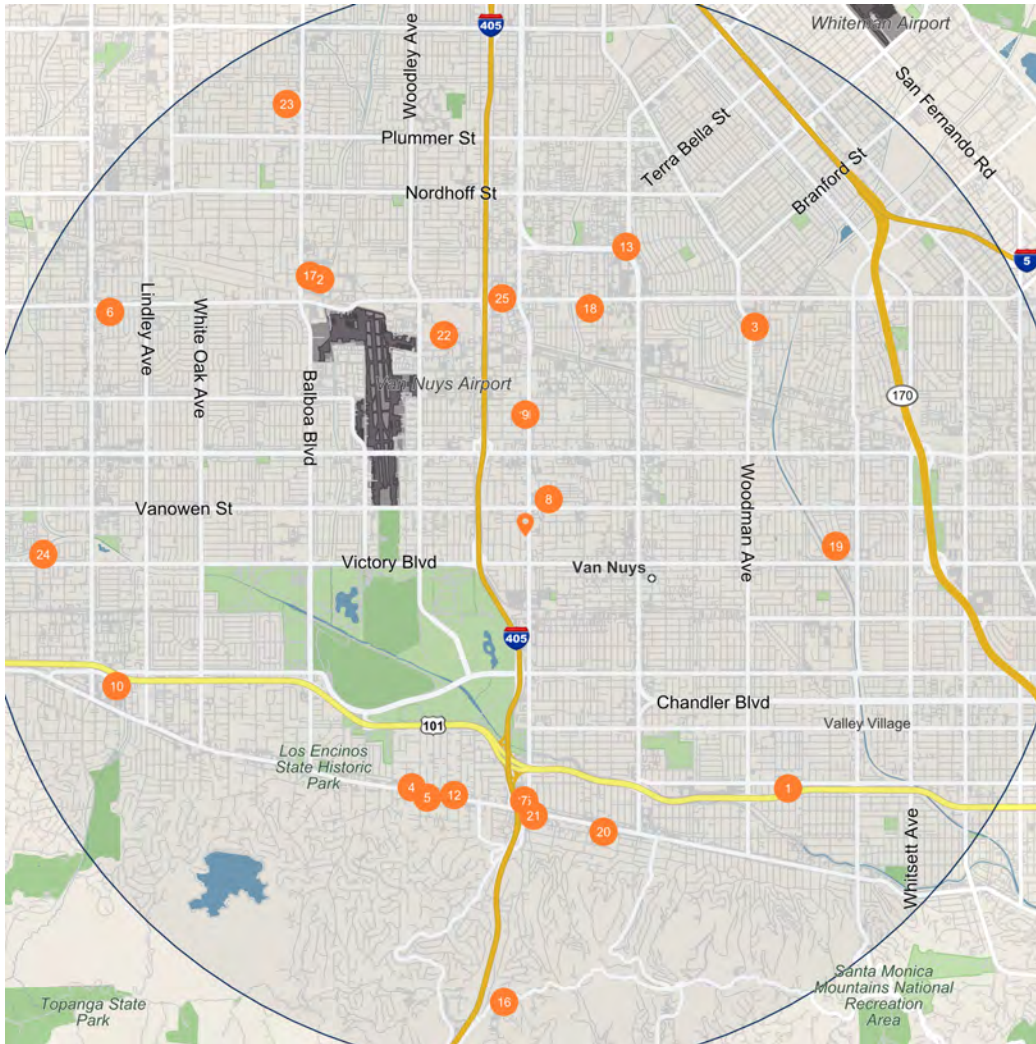 405
Woodley Ave
Whiteman Airport
San Fernando Rd
23
Plummer St
Terra Bella St
Branford St
Nordhoff St
13
5
17
2
25
18
6
3
22
Lindley Ave
White Oak Ave
Balboa Blvd
Van Nuys Airport
170
9
Woodman Ave
8
Vanowen St
19
24
Victory Blvd
Van Nuys
405
10
Chandler Blvd
101
Valley Village
Los Encinos
State Historic
Park
4
5
12
7
1
21
20
Whitsett Ave
16
Santa Monica
Mountains National
Recreation
Area
Topanga State
Park